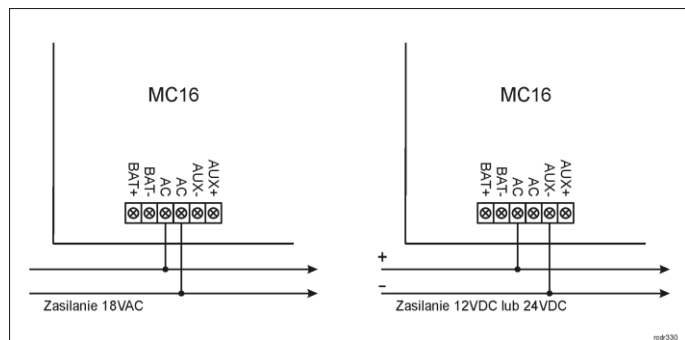 MC16
BAT+
BAT-
AC
AC
AUX-
AUX+
Zasilanie 18VAC
MC16
BAT+
BAT-
AC
AC
AUX-
AUX+
+
–
Zasilanie 12VDC lub 24VDC
rodr330